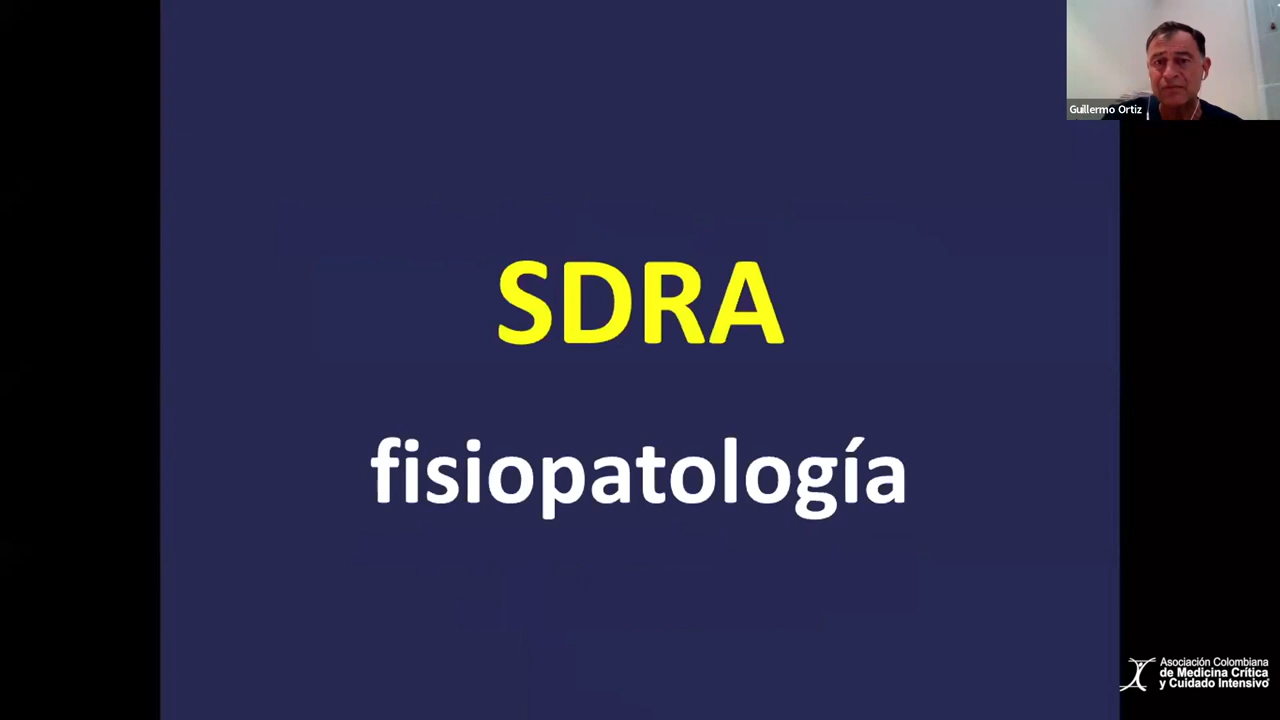 Guillermo Ortiz
SDRA
fisiopatología
Asociación Colombiana
de Medicina Crítica
y Cuidado Intensivo